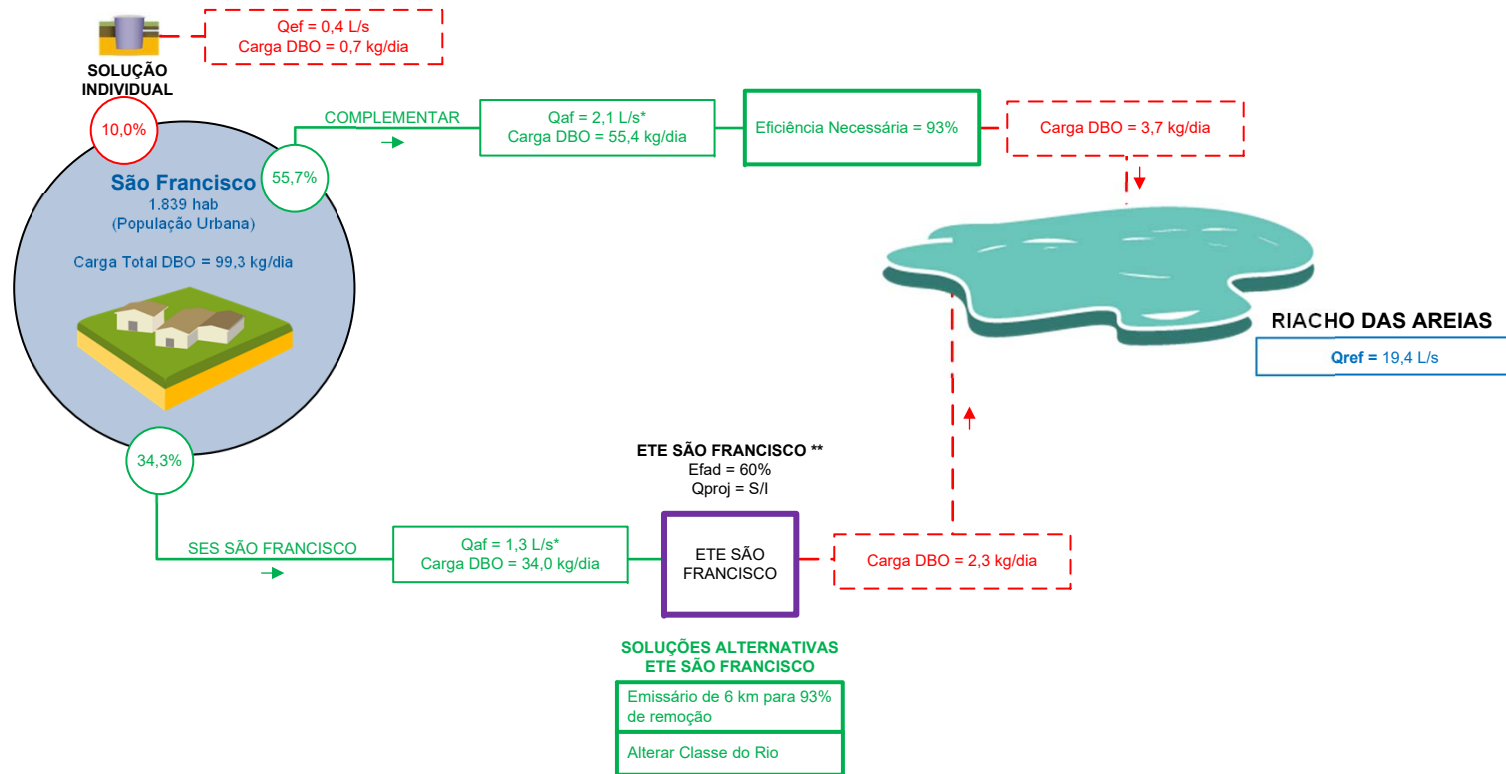 Qef = 0,4 L/s
Carga DBO = 0,7 kg/dia
SOLUÇÃO
INDIVIDUAL
10,0%
COMPLEMENTAR
Qaf = 2,1 L/s*
Carga DBO = 55,4 kg/dia
Eficiência Necessária = 93%
Carga DBO = 3,7 kg/dia
55,7%
São Francisco
1.839 hab
(População Urbana)
Carga Total DBO = 99,3 kg/dia
RIACHO DAS AREIAS
Qref = 19,4 L/s
34,3%
ETE SÃO FRANCISCO **
Efad = 60%
Qproj = S/I
SES SÃO FRANCISCO
Qaf = 1,3 L/s*
Carga DBO = 34,0 kg/dia
ETE SÃO
FRANCISCO
Carga DBO = 2,3 kg/dia
SOLUÇÕES ALTERNATIVAS
ETE SÃO FRANCISCO
Emissário de 6 km para 93%
de remoção
Alterar Classe do Rio